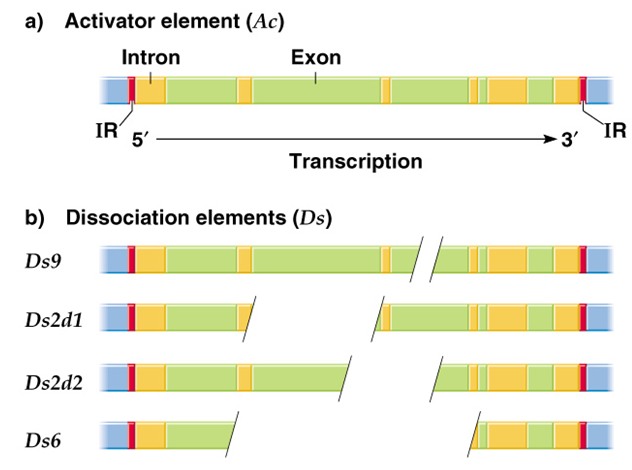 a) Activator element (Ac)
Intron Exon
IR 5′ 3′ IR
Transcription
b) Dissociation elements (Ds)
Ds9
Ds2d1
Ds2d2
Ds6